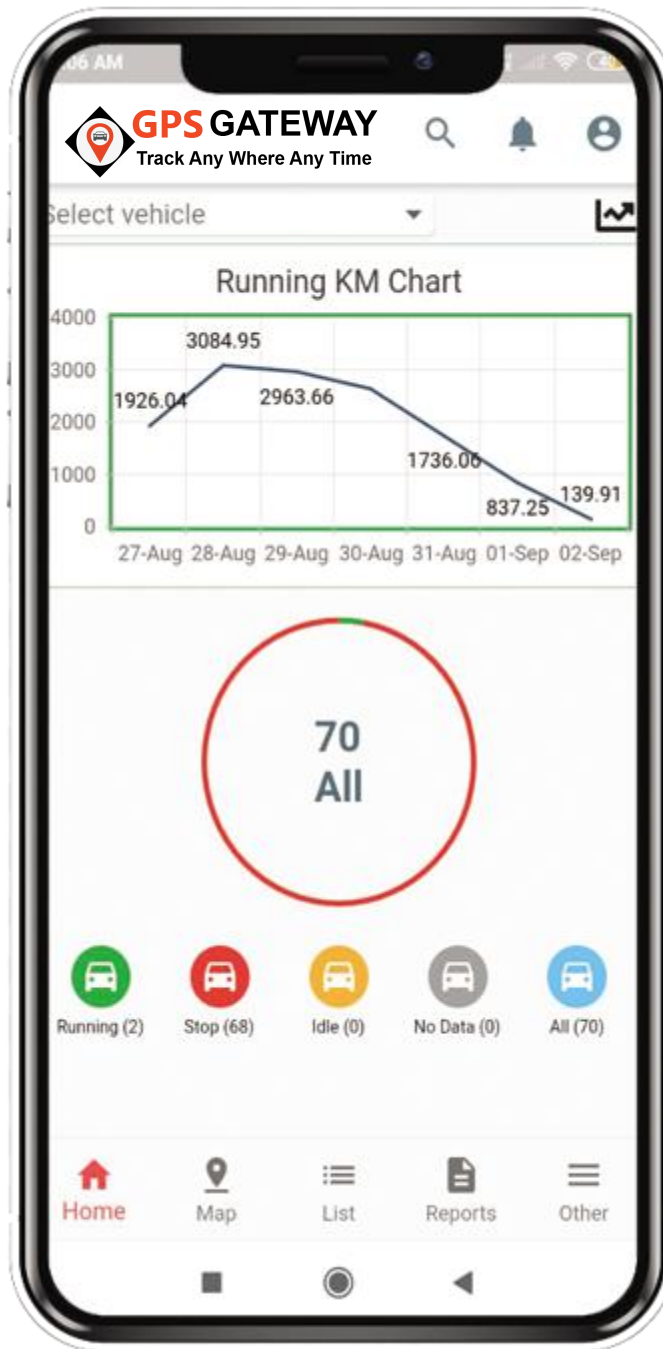 06 AM
GPS GATEWAY
Track Any Where Any Time
Select vehicle
Running KM Chart
4000
3000
2000
1000
0
1926.04
3084.95
2963.66
1736.06
837.25
139.91
27-Aug 28-Aug 29-Aug 30-Aug 31-Aug 01-Sep 02-Sep
70
All
Running (2) Stop (68) Idle (0) No Data (0) All (70)
Home Map List Reports Other